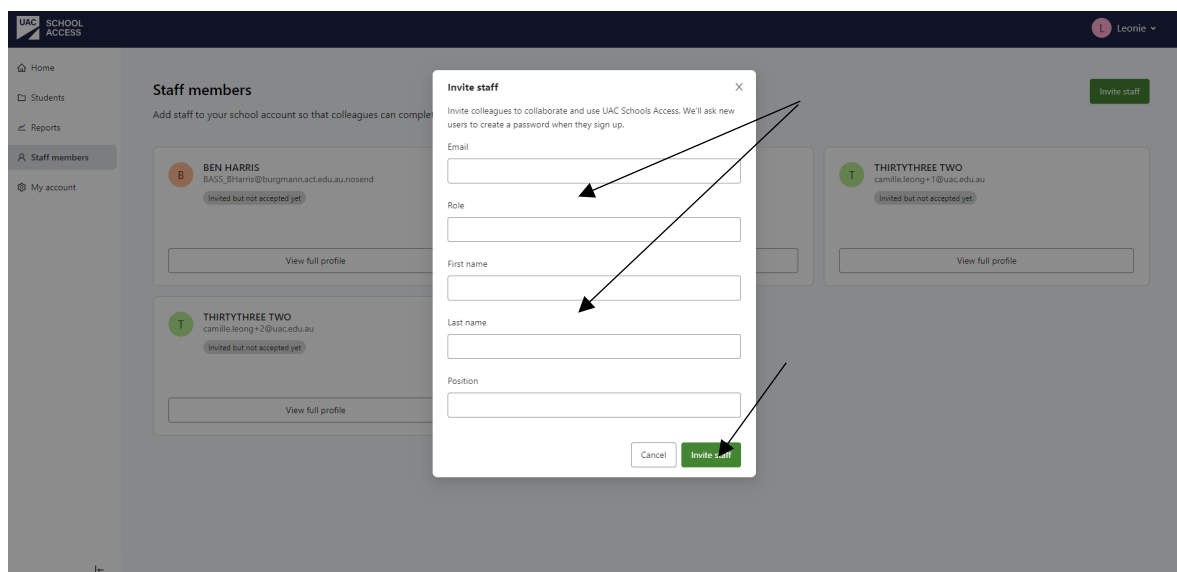 UAC SCHOOL
ACCESS
L Leonie
Home
Students
Reports
Staff members
My account
Staff members
Invite staff
Add staff to your school account so that colleagues can
B BEN HARRIS
BASS_BHarris@burgmann.act.edu.au.nosend
Invited but not accepted yet
View full profile
T THIRTYTHREE TWO
camille.leong+1@uac.edu.au
Invited but not accepted yet
View full profile
T THIRTYTHREE TWO
camille.leong+2@uac.edu.au
Invited but not accepted yet
View full profile
Invite staff
Invite colleagues to collaborate and use UAC Schools Access. We'll ask new
users to create a password when they sign up.
Email
Role
First name
Last name
Position
Cancel
Invite staff